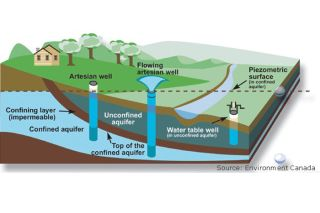 Artesian well
Flowing
artesian well
Piezometric
surface
(in confined
aquifer)
Confining layer
(impermeable)
Confined aquifer
Unconfined
aquifer
Top of the
confined aquifer
Water table well
(in unconfined aquifer)
Source: Environment Canada